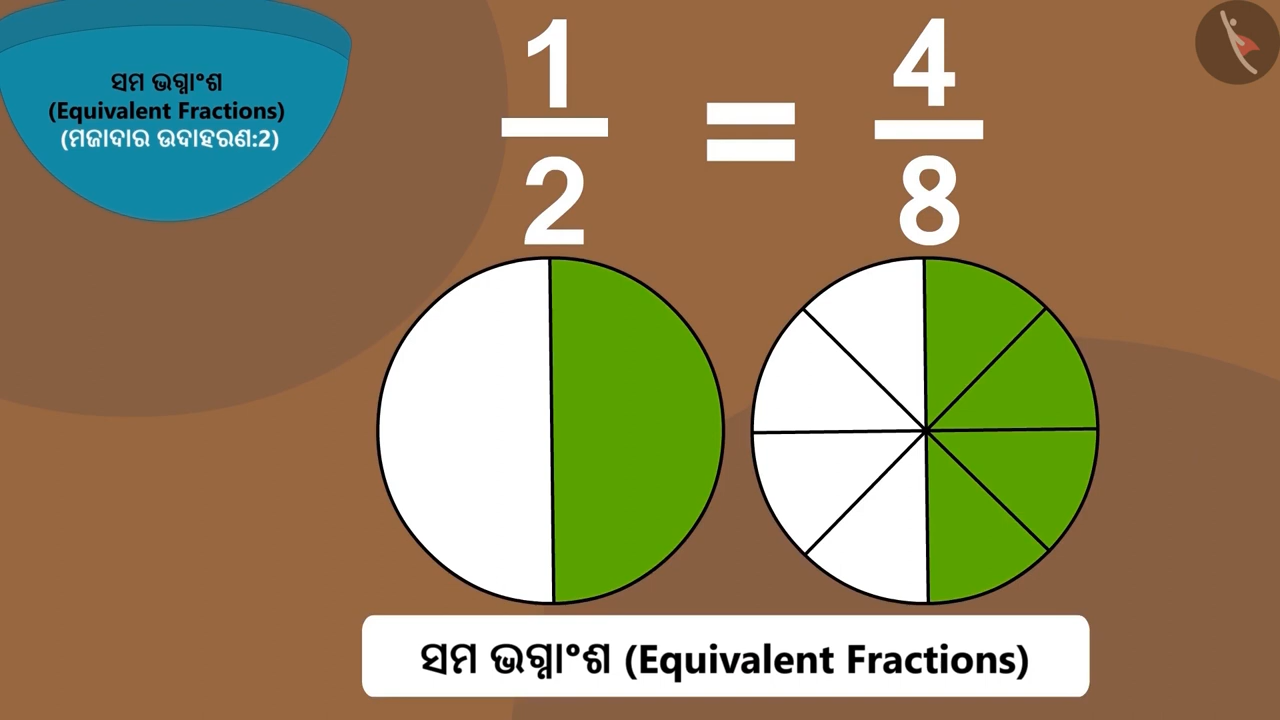 ସମ ଭଗ୍ନାଂଶ
(Equivalent Fractions)
(ମଜାଦାର ଉଦାହରଣ:2)
1/2 = 4/8
ସମ ଭଗ୍ନାଂଶ (Equivalent Fractions)